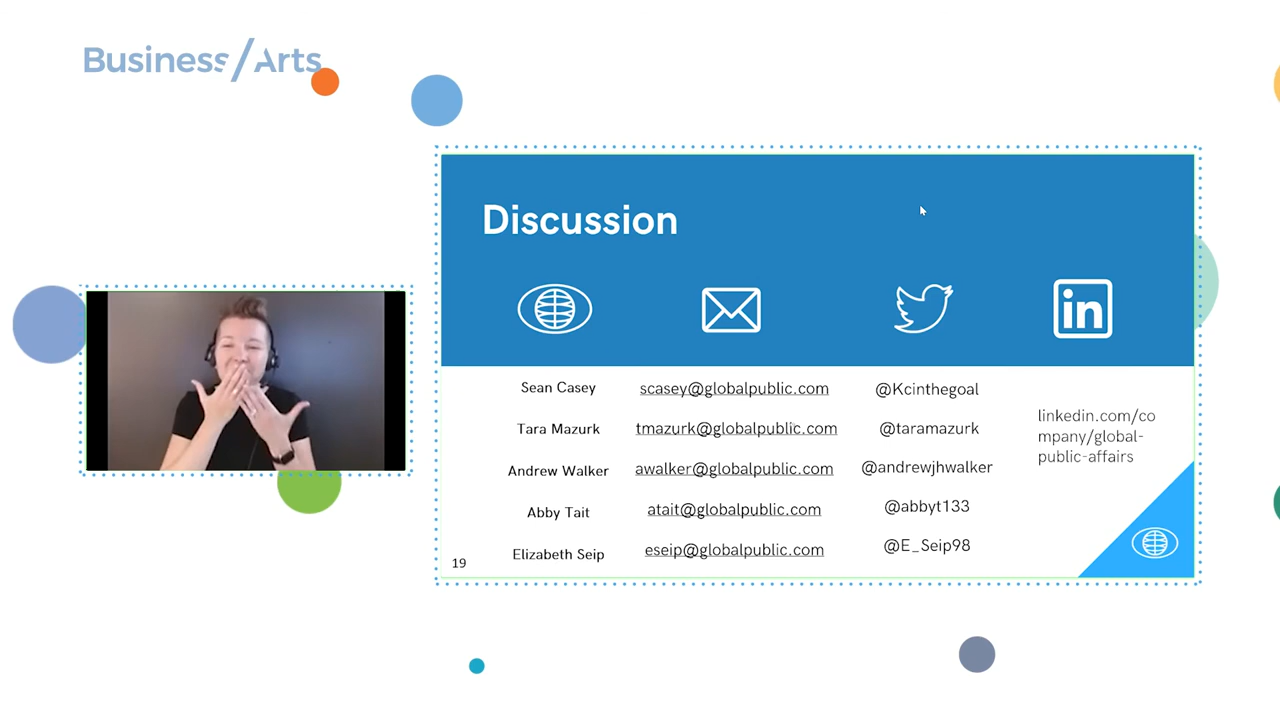 Business/Arts
Discussion
in
Sean Casey scasey@globalpublic.com @Kcinthegoal
Tara Mazurk tmazurk@globalpublic.com @taramazurk
Andrew Walker awalker@globalpublic.com @andrewjhwalker
Abby Tait atait@globalpublic.com @abbyt133
Elizabeth Seip eseip@globalpublic.com @E_Seip98
linkedin.com/co
mpany/global-
public-affairs
19